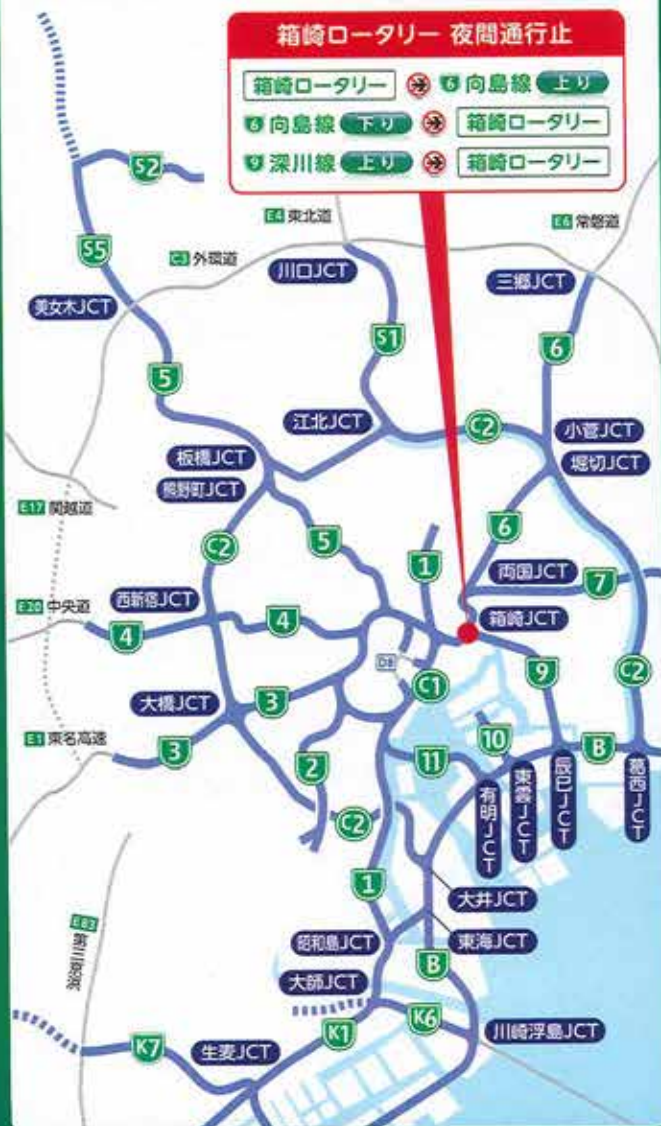 箱崎ロータリー 夜間通行止
箱崎ロータリー 6 向島線 上り
6 向島線 下り 箱崎ロータリー
9 深川線 上り 箱崎ロータリー
S2
E4 東北道
E6 常磐道
S5
C3 外環道
川口JCT
三郷JCT
美女木JCT
S1
6
5
江北JCT
C2
小菅JCT
板橋JCT
堀切JCT
熊野町JCT
E17 関越道
6
C2
5
1
両国JCT
7
E20 中央道
西新宿JCT
箱崎JCT
4
4
D8
C1
9
C2
大橋JCT
3
E1 東名高速
3
10
B
2
11
有明JCT
東雲JCT
辰巳JCT
葛西JCT
C2
1
大井JCT
E83 第三京浜
昭和島JCT
東海JCT
B
大師JCT
K1
K6
川崎浮島JCT
K7
生麦JCT